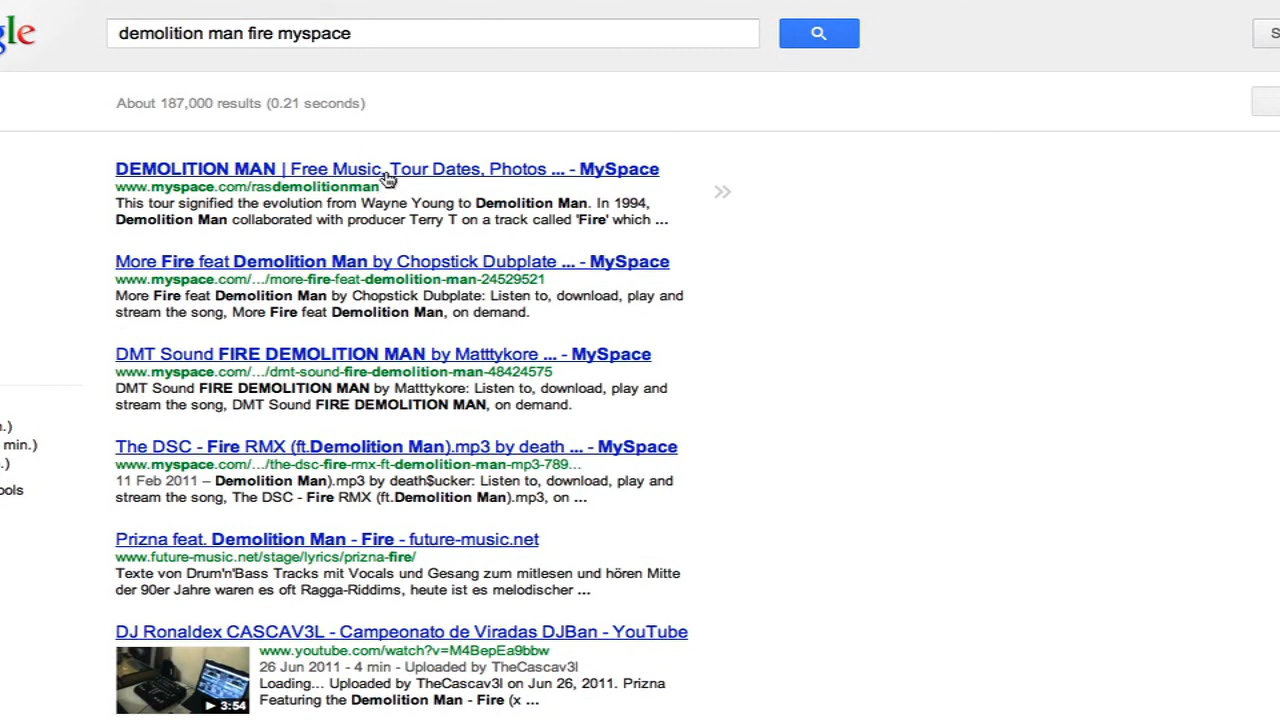 gle
demolition man fire myspace
S
About 187,000 results (0.21 seconds)
DEMOLITION MAN | Free Music, Tour Dates, Photos ... - MySpace
www.myspace.com/rasdemolitionman
This tour signified the evolution from Wayne Young to Demolition Man. In 1994,
Demolition Man collaborated with producer Terry T on a track called 'Fire' which ...
More Fire feat Demolition Man by Chopstick Dubplate ... - MySpace
www.myspace.com/.../more-fire-feat-demolition-man-24529521
More Fire feat Demolition Man by Chopstick Dubplate: Listen to, download, play and
stream the song, More Fire feat Demolition Man, on demand.
DMT Sound FIRE DEMOLITION MAN by Matttykore ... - MySpace
www.myspace.com/.../dmt-sound-fire-demolition-man-48424575
DMT Sound FIRE DEMOLITION MAN by Matttykore: Listen to, download, play and
stream the song, DMT Sound FIRE DEMOLITION MAN, on demand.
n.)
min.)
.)
ools
The DSC - Fire RMX (ft.Demolition Man).mp3 by death ... - MySpace
www.myspace.com/.../the-dsc-fire-rmx-ft-demolition-man-mp3-789...
11 Feb 2011 – Demolition Man).mp3 by death$ucker: Listen to, download, play and
stream the song, The DSC - Fire RMX (ft.Demolition Man).mp3, on ...
Prizna feat. Demolition Man - Fire - future-music.net
www.future-music.net/stage/lyrics/prizna-fire/
Texte von Drum'n'Bass Tracks mit Vocals und Gesang zum mitlesen und hören Mitte
der 90er Jahre waren es oft Ragga-Riddims, heute ist es melodischer ...
DJ Ronaldex CASCAV3L - Campeonato de Viradas DJBan - YouTube
www.youtube.com/watch?v=M4BepEa9bbw
26 Jun 2011 - 4 min - Uploaded by TheCascav3l
Loading... Uploaded by TheCascav3l on Jun 26, 2011. Prizna
Featuring the Demolition Man - Fire (x ...
3:54